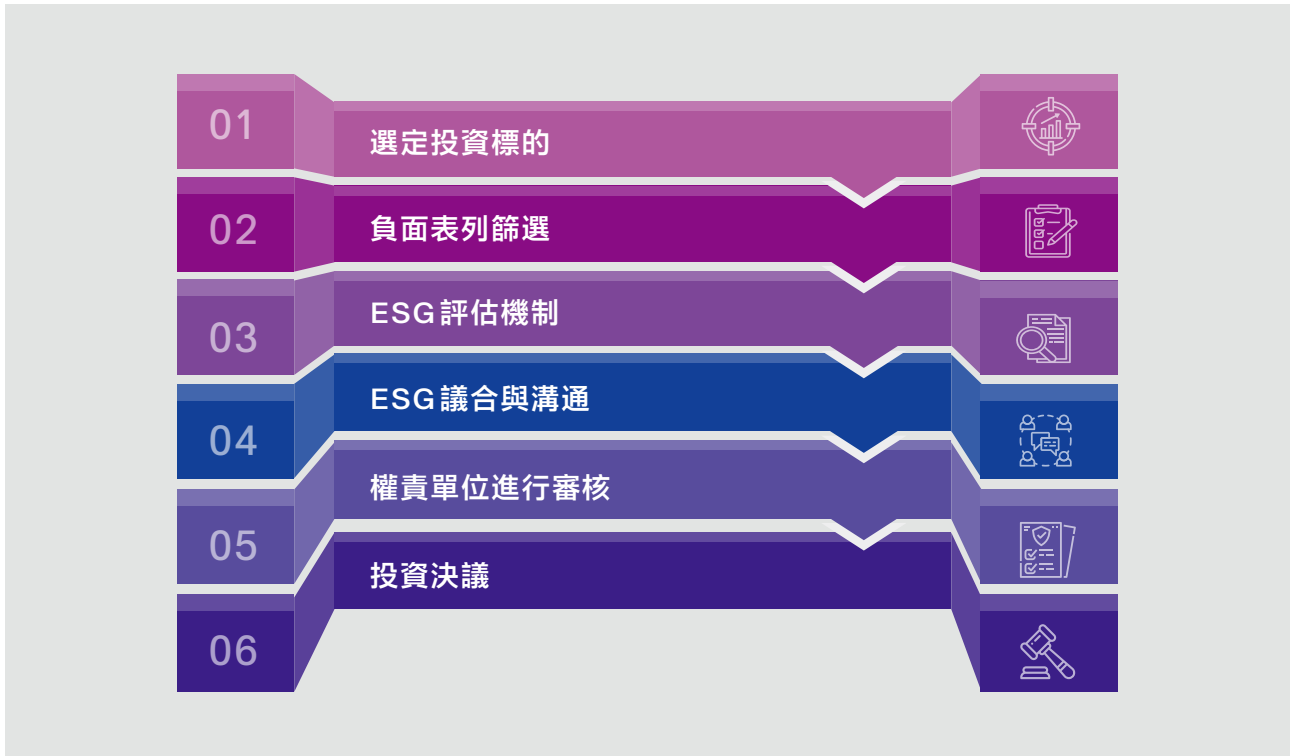 01
選定投資標的
02
負面表列篩選
03
ESG評估機制
04
ESG議合與溝通
05
權責單位進行審核
06
投資決議